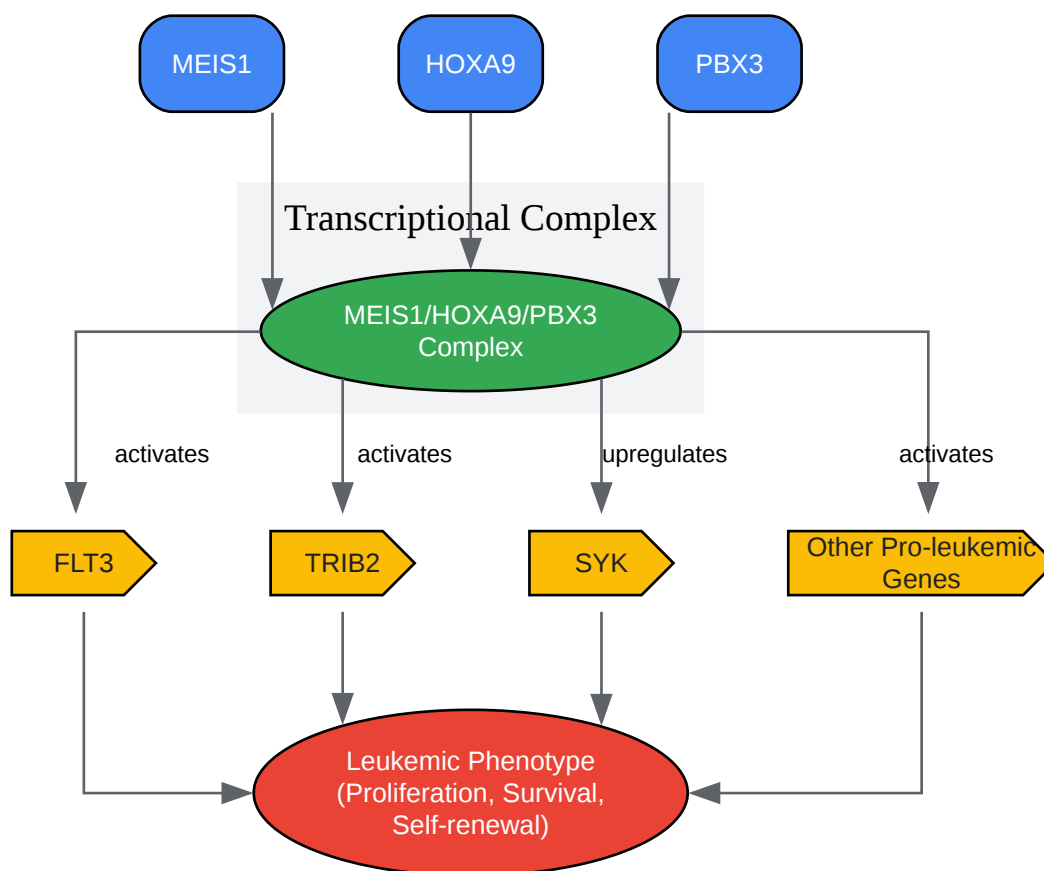 MEIS1
HOXA9
PBX3
Transcriptional Complex
MEIS1/HOXA9/PBX3
Complex
activates
activates
upregulates
activates
FLT3
TRIB2
SYK
Other Pro-leukemic
Genes
Leukemic Phenotype
(Proliferation, Survival,
Self-renewal)